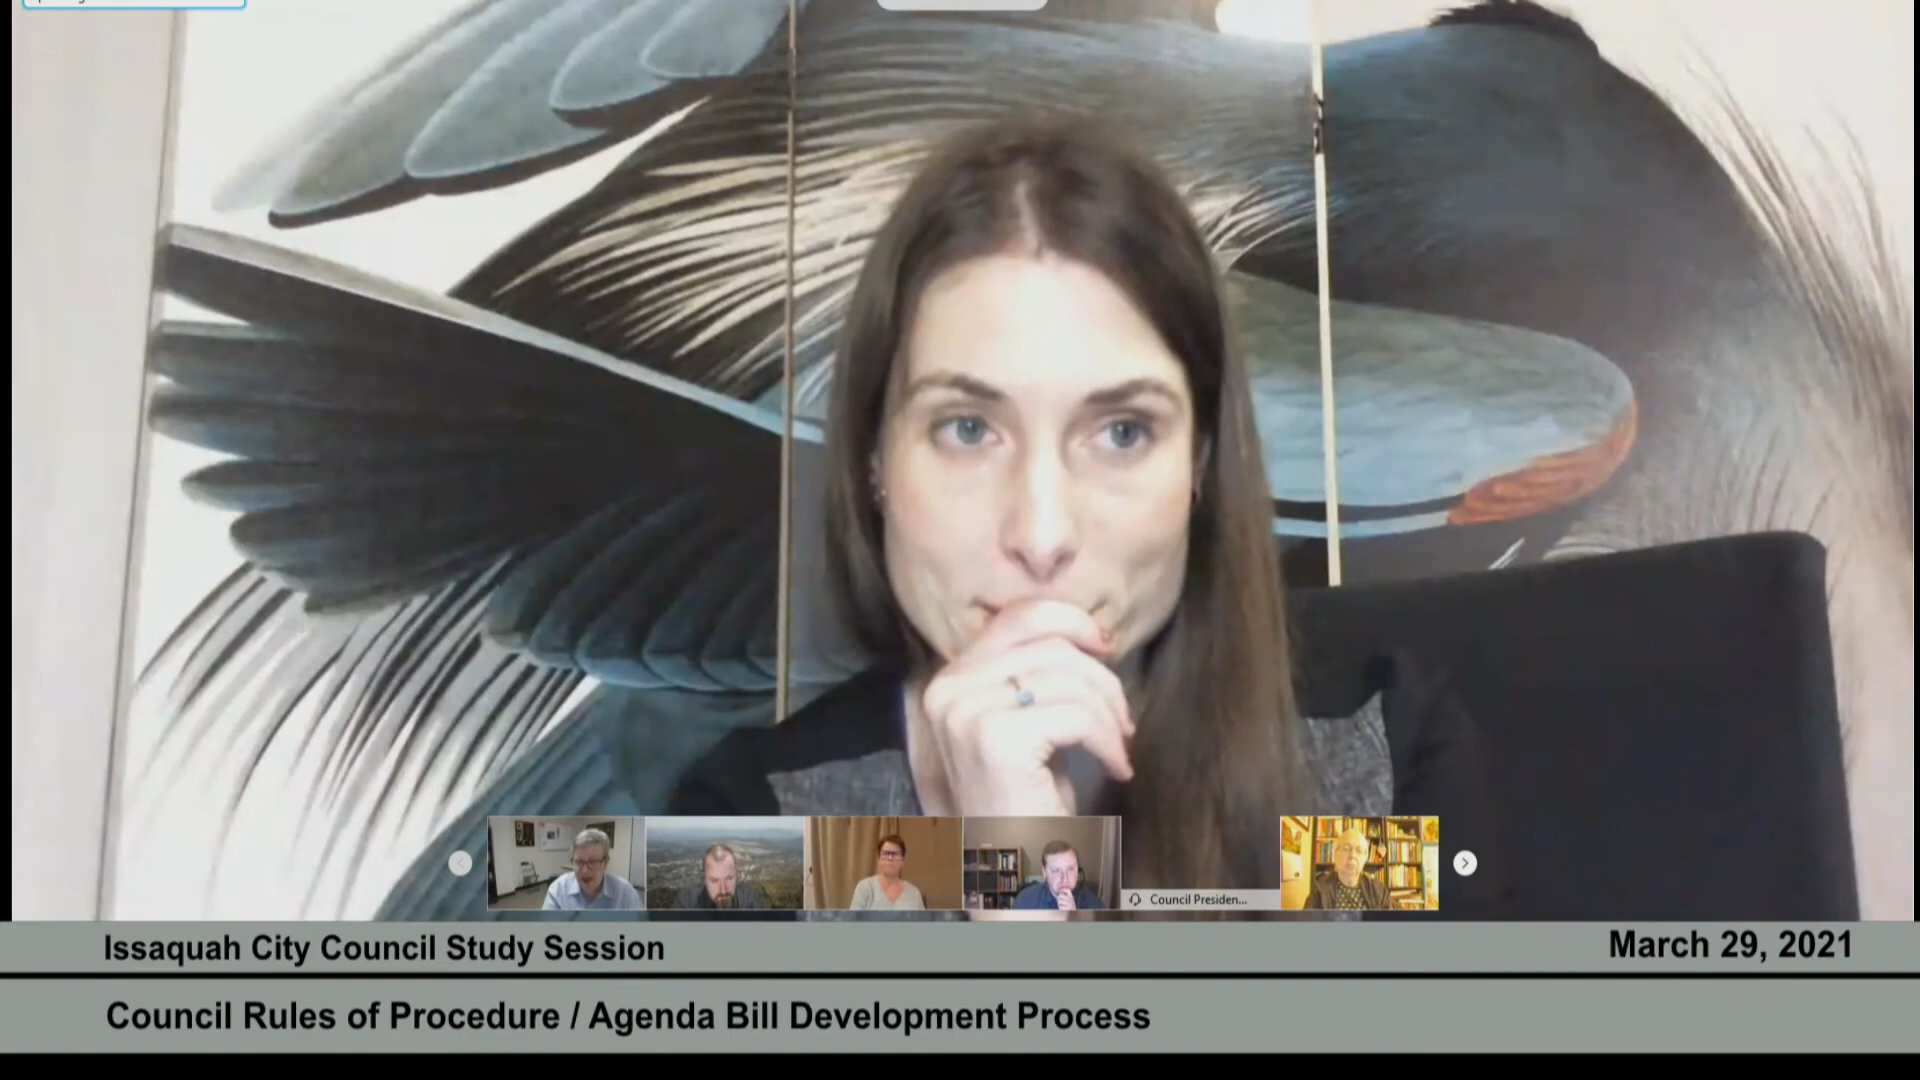 Council Presiden...
Issaquah City Council Study Session
March 29, 2021
Council Rules of Procedure / Agenda Bill Development Process